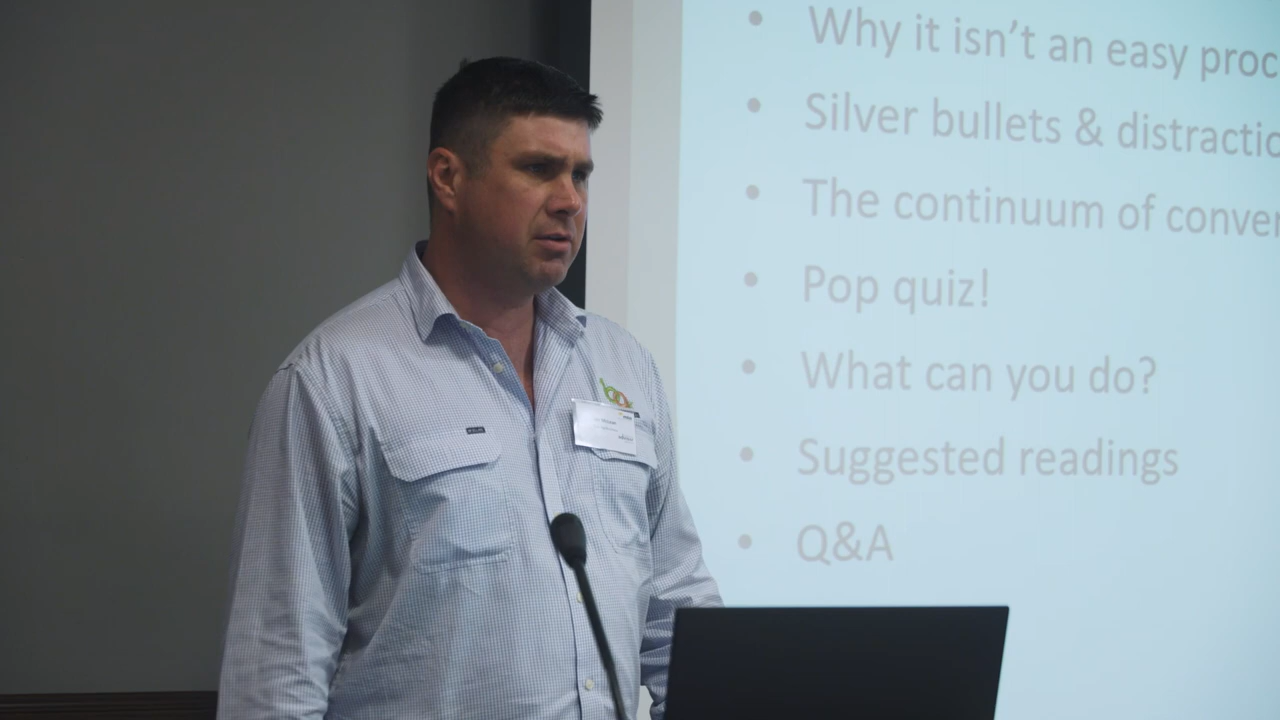 Why it isn't an easy proc
Silver bullets & distractio
The continuum of conver
Pop quiz!
What can you do?
Suggested readings
Q&A